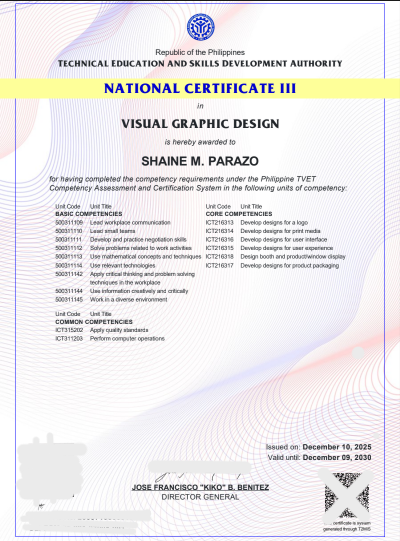 Republic of the Philippines
TECHNICAL EDUCATION AND SKILLS DEVELOPMENT AUTHORITY
NATIONAL CERTIFICATE III
in
VISUAL GRAPHIC DESIGN
is hereby awarded to
SHAINE M. PARAZO
for having completed the competency requirements under the Philippine TVET
Competency Assessment and Certification System in the following units of competency:
Unit Code Unit Title
BASIC COMPETENCIES
500311109 Lead workplace communication
500311110 Lead small teams
500311111 Develop and practice negotiation skills
500311112 Solve problems related to work activities
500311113 Use mathematical concepts and techniques
500311114 Use relevant technologies
500311142 Apply critical thinking and problem solving
techniques in the workplace
500311144 Use information creatively and critically
500311145 Work in a diverse environment
Unit Code Unit Title
COMMON COMPETENCIES
ICT315202 Apply quality standards
ICT311203 Perform computer operations
Unit Code Unit Title
CORE COMPETENCIES
ICT216313 Develop designs for a logo
ICT216314 Develop designs for print media
ICT216316 Develop designs for user interface
ICT216315 Develop designs for user experience
ICT216318 Design booth and product/window display
ICT216317 Develop designs for product packaging
Issued on: December 10, 2025
Valid until: December 09, 2030
JOSE FRANCISCO "KIKO" B. BENITEZ
DIRECTOR GENERAL
certificate is system
generated through T2MIS